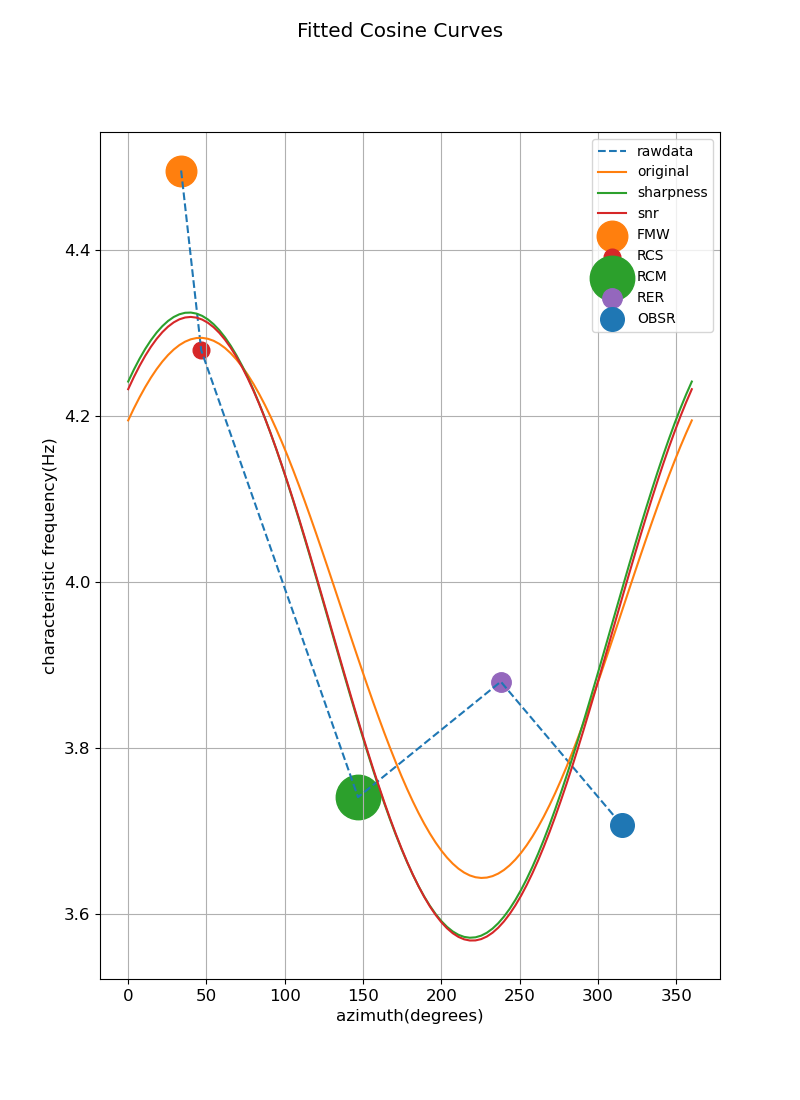 Fitted Cosine Curves
rawdata
original
sharpness
snr
FMW
RCS
RCM
RER
OBSR
4.4
4.2
4.0
3.8
3.6
characteristic frequency(Hz)
0 50 100 150 200 250 300 350
azimuth(degrees)